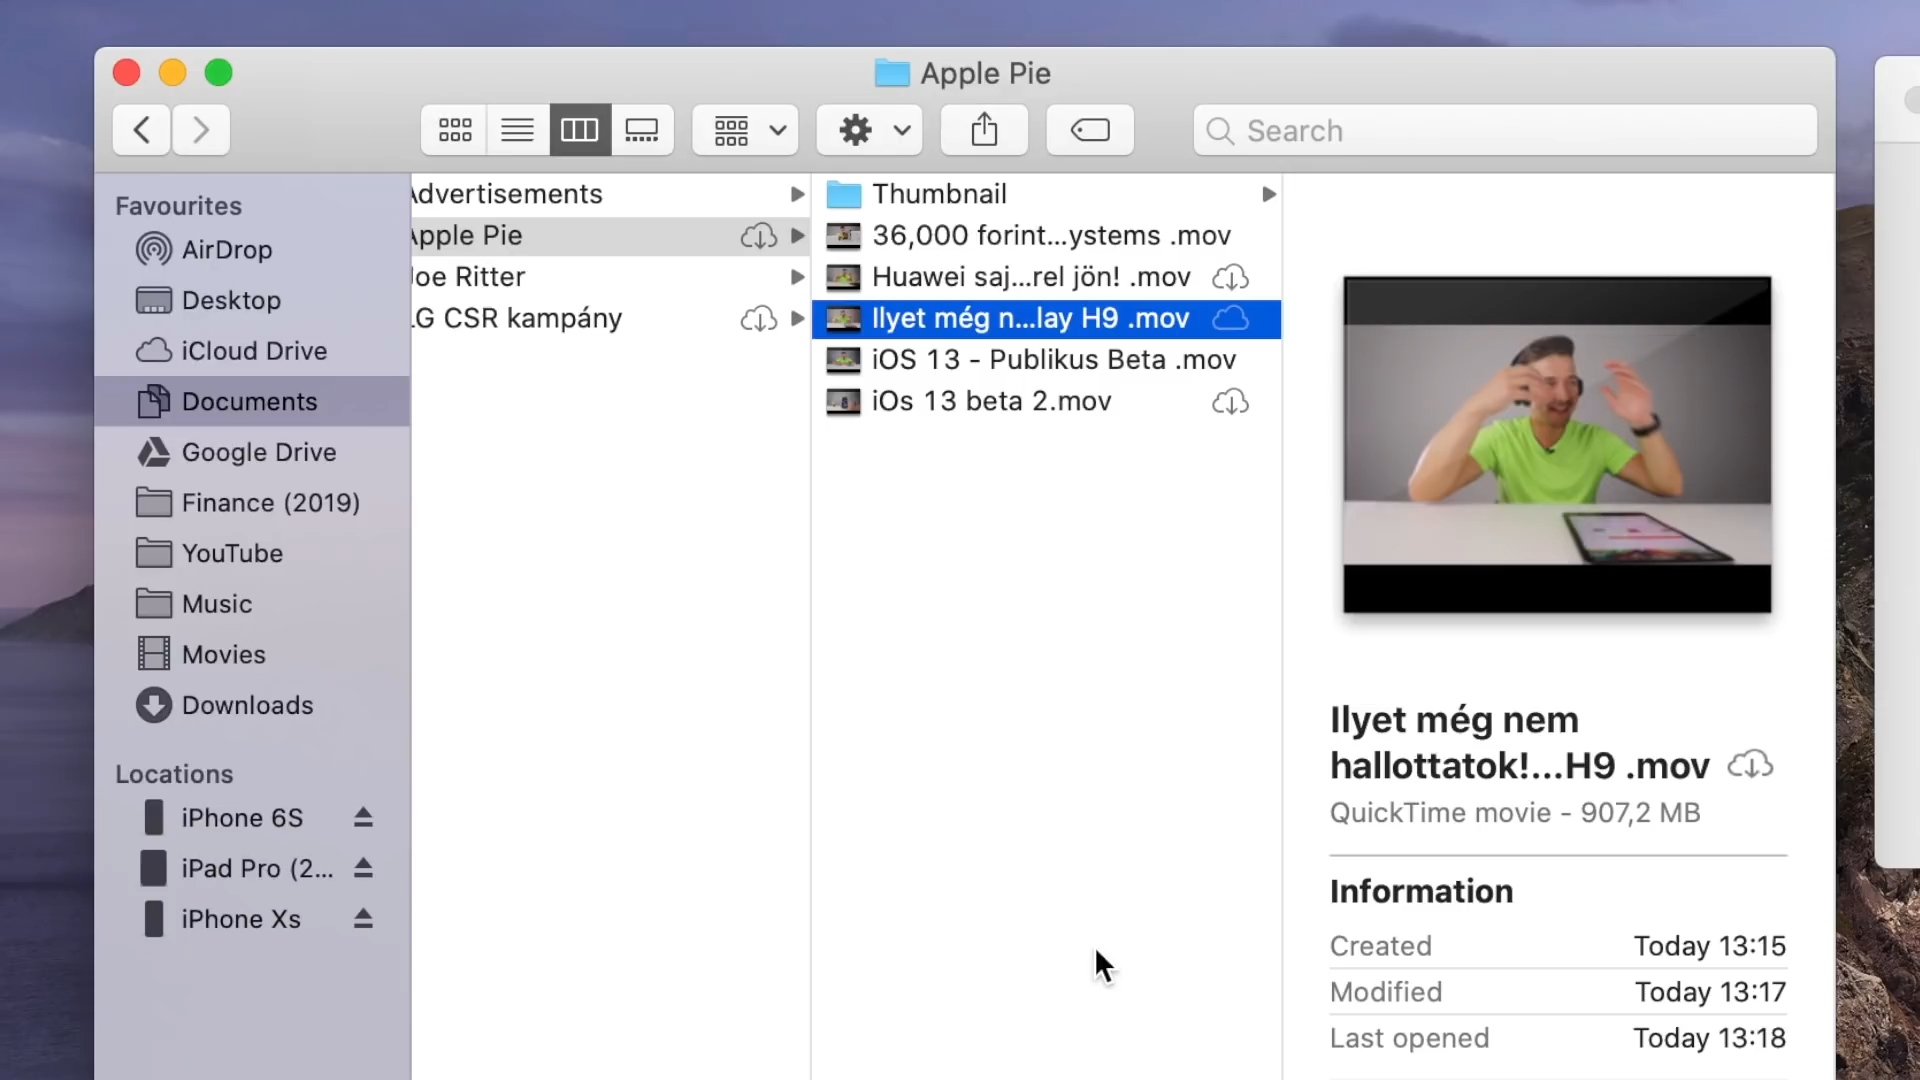 Apple Pie
Search
Favourites
AirDrop
Desktop
iCloud Drive
Documents
Google Drive
Finance (2019)
YouTube
Music
Movies
Downloads
Locations
iPhone 6S
iPad Pro (2...
iPhone Xs
Advertisements
Apple Pie
Joe Ritter
LG CSR kampány
Thumbnail
36,000 forint...ystems .mov
Huawei saj...rel jön! .mov
Ilyet még n...lay H9 .mov
iOS 13 - Publikus Beta .mov
iOs 13 beta 2.mov
Ilyet még nem
hallottatok!...H9 .mov
QuickTime movie - 907,2 MB
Information
Created Today 13:15
Modified Today 13:17
Last opened Today 13:18